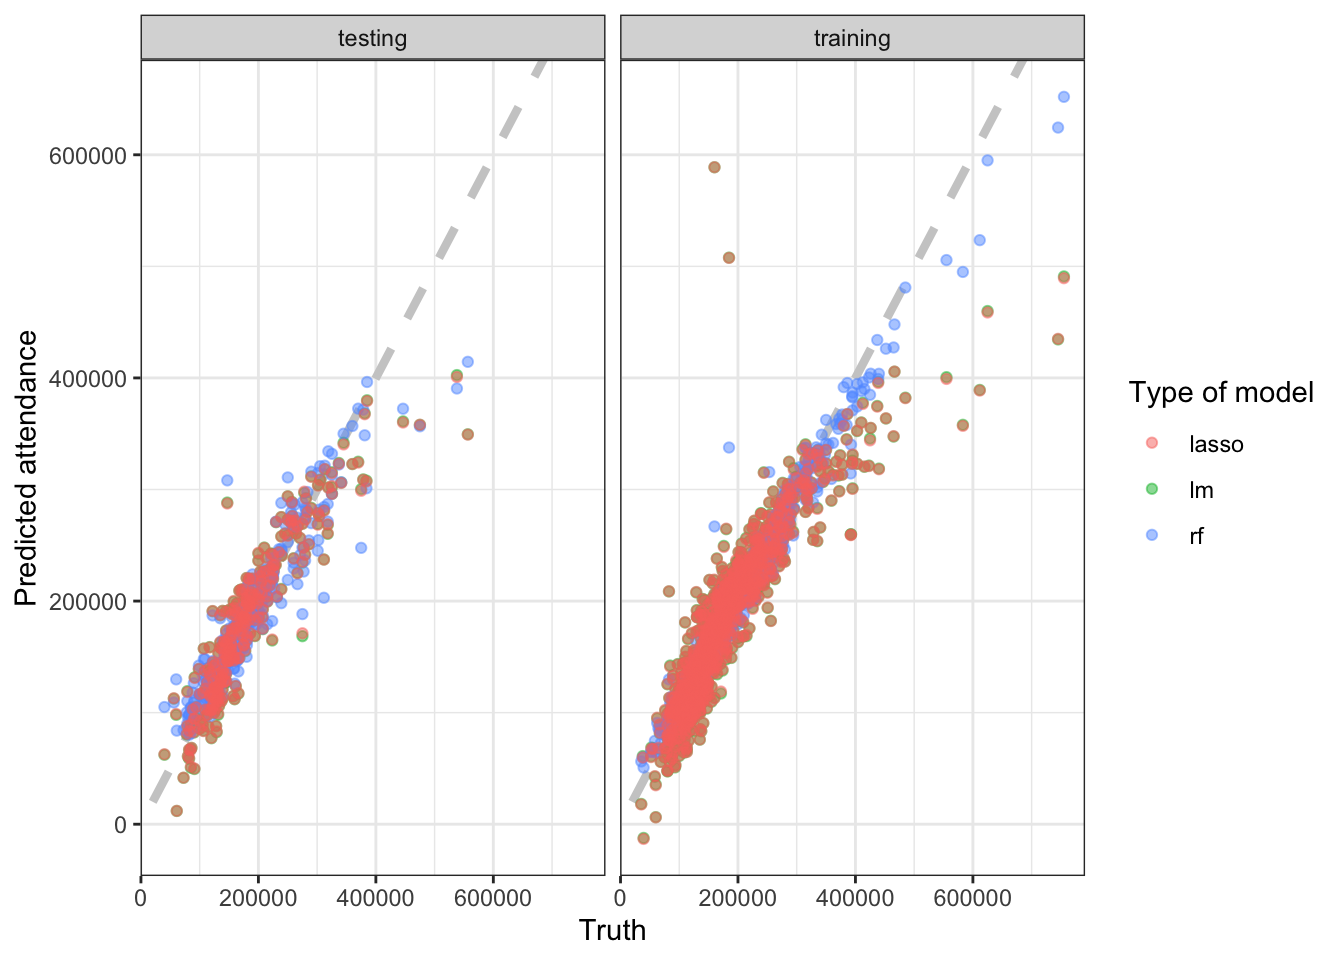 testing
training
600000
400000
200000
0
Predicted attendance
0 200000 400000 600000
0 200000 400000 600000
Truth
Type of model
lasso
lm
rf